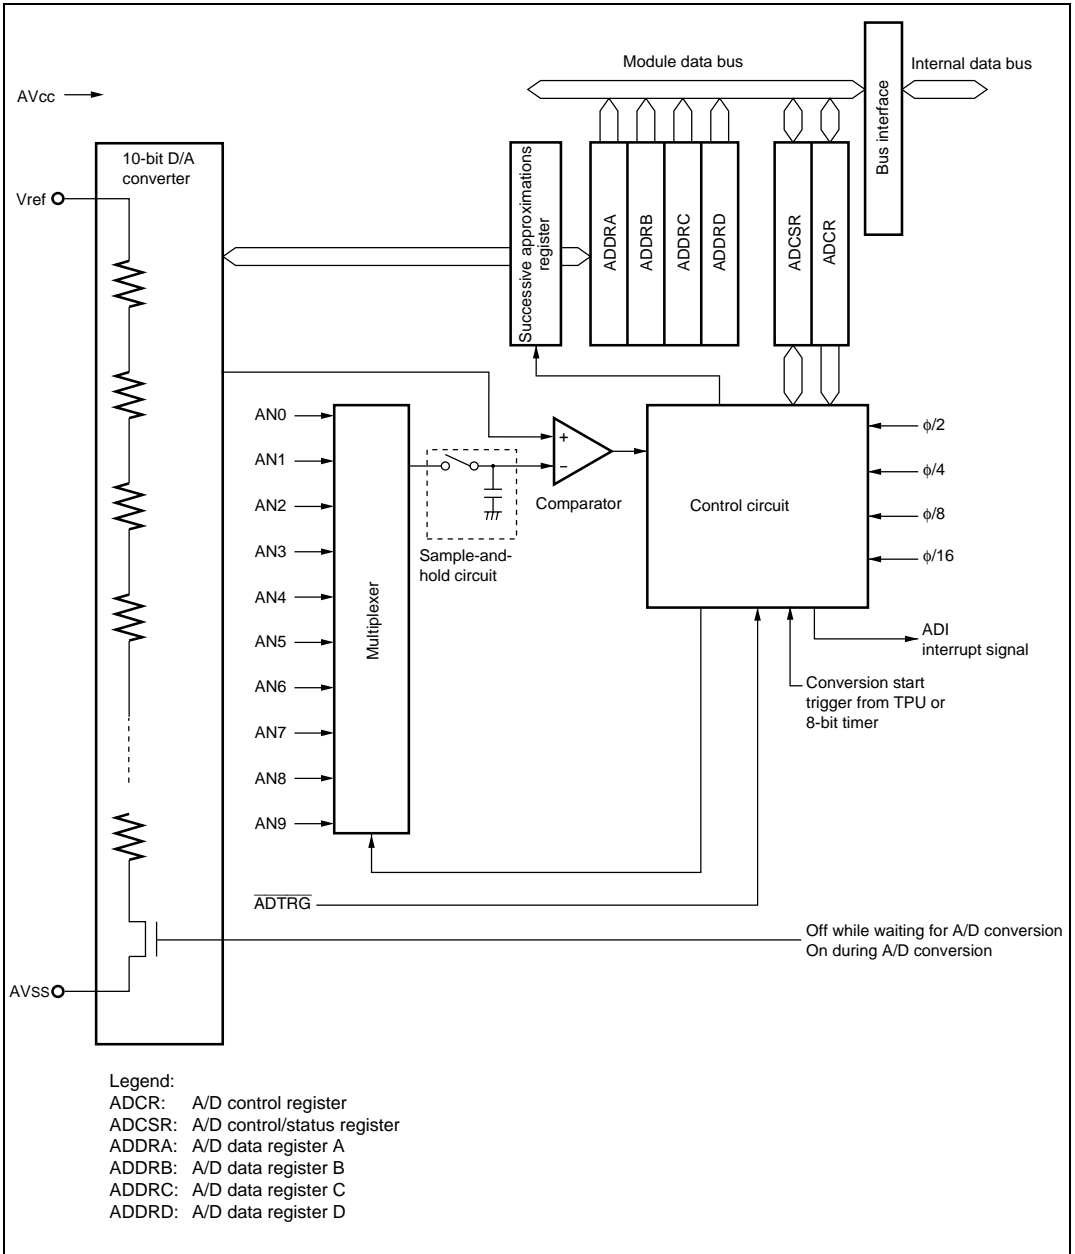 Module data bus
Internal data bus
AVcc
Bus interface
10-bit D/A
converter
Vref
Successive approximations
register
ADDRA
ADDRB
ADDRC
ADDRD
ADCSR
ADCR
AN0
AN1
AN2
AN3
AN4
AN5
AN6
AN7
AN8
AN9
Multiplexer
+
−
Comparator
Sample-and-
hold circuit
Control circuit
ϕ/2
ϕ/4
ϕ/8
ϕ/16
ADI
interrupt signal
Conversion start
trigger from TPU or
8-bit timer
ADTRG
Off while waiting for A/D conversion
On during A/D conversion
AVss
Legend:
ADCR: A/D control register
ADCSR: A/D control/status register
ADDRA: A/D data register A
ADDRB: A/D data register B
ADDRC: A/D data register C
ADDRD: A/D data register D